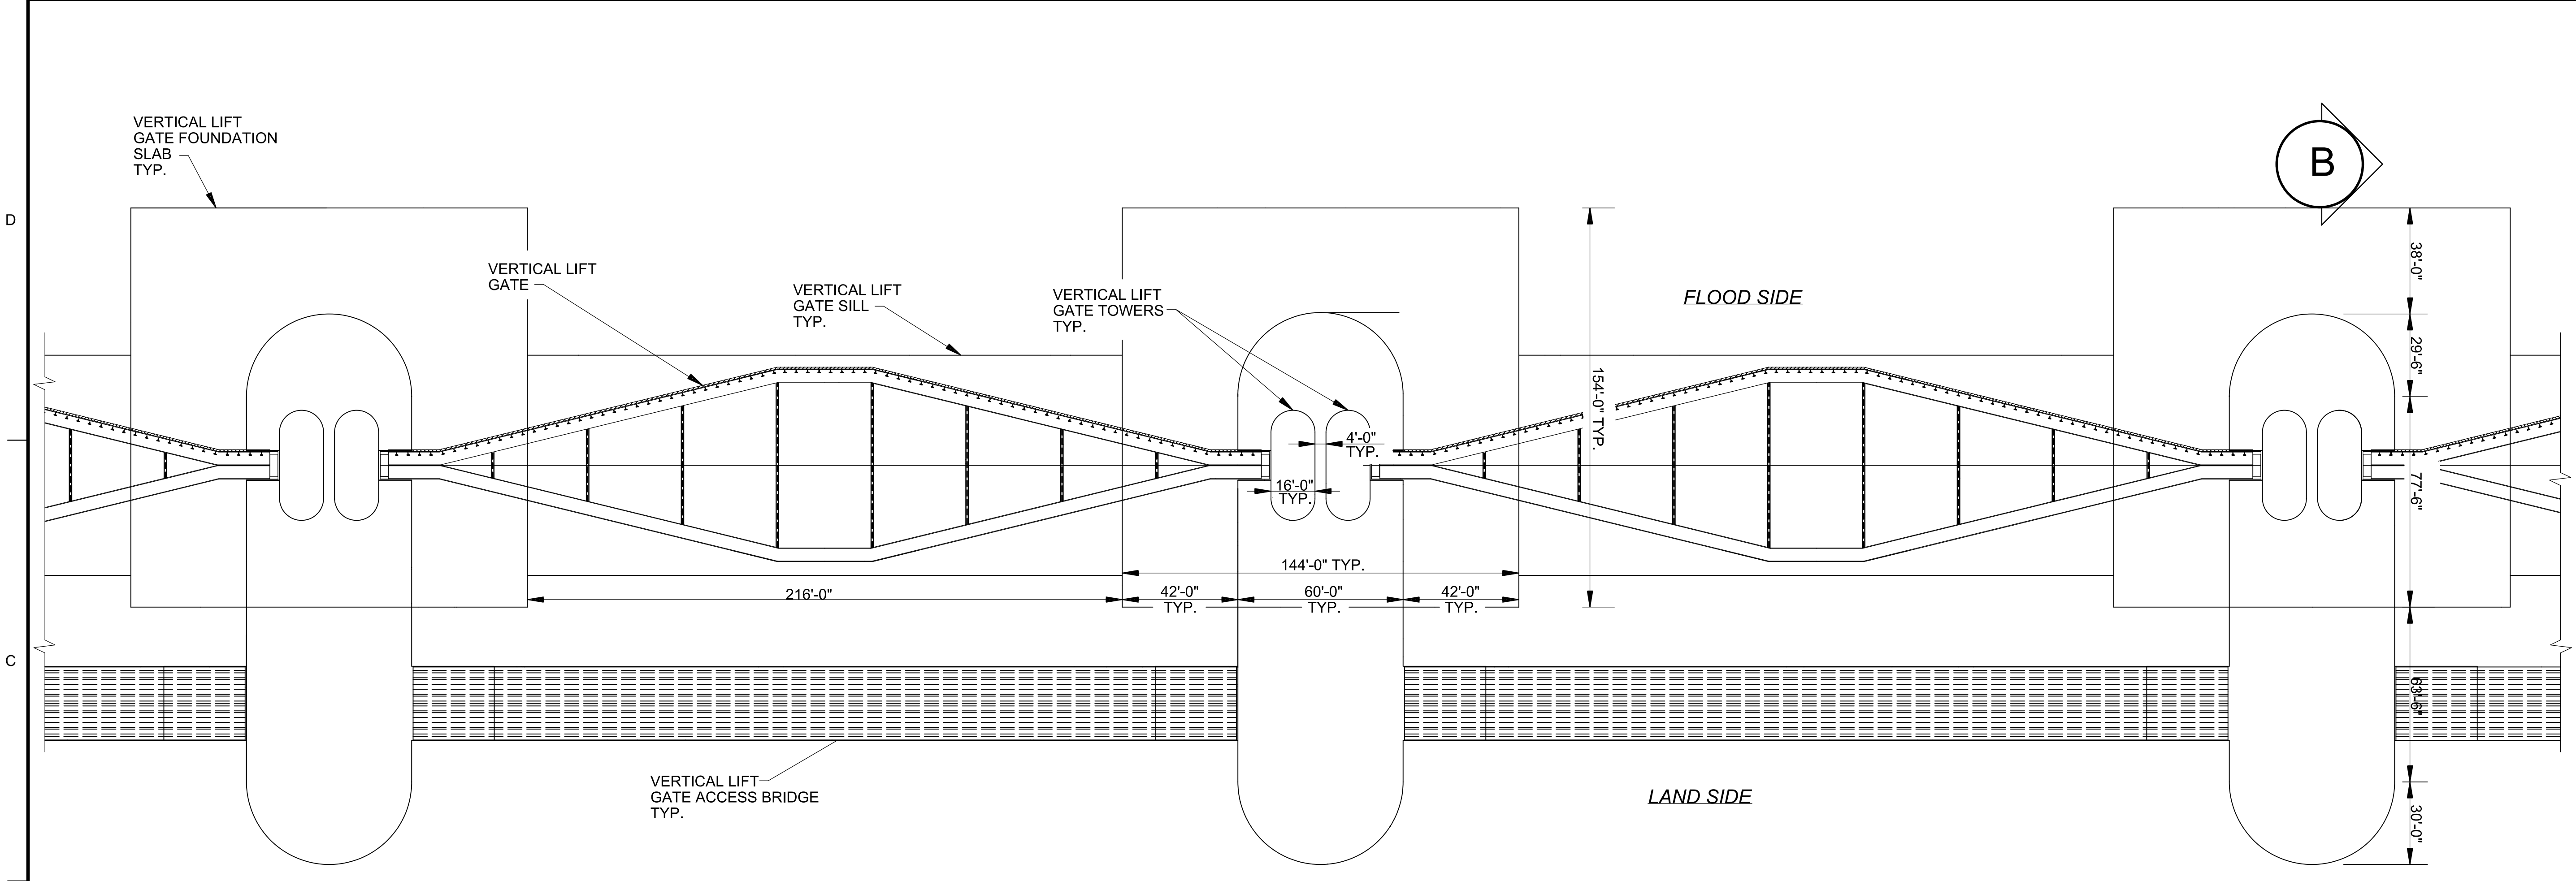 VERTICAL LIFT
GATE FOUNDATION
SLAB
TYP.
B
D
VERTICAL LIFT
GATE
VERTICAL LIFT
GATE SILL
TYP.
VERTICAL LIFT
GATE TOWERS
TYP.
FLOOD SIDE
38'-0"
29'-6"
154'-0" TYP.
4'-0"
TYP.
16'-0"
TYP.
77'-6"
144'-0" TYP.
216'-0"
42'-0"
TYP.
60'-0"
TYP.
42'-0"
TYP.
C
63'-6"
VERTICAL LIFT
GATE ACCESS BRIDGE
TYP.
LAND SIDE
30'-0"